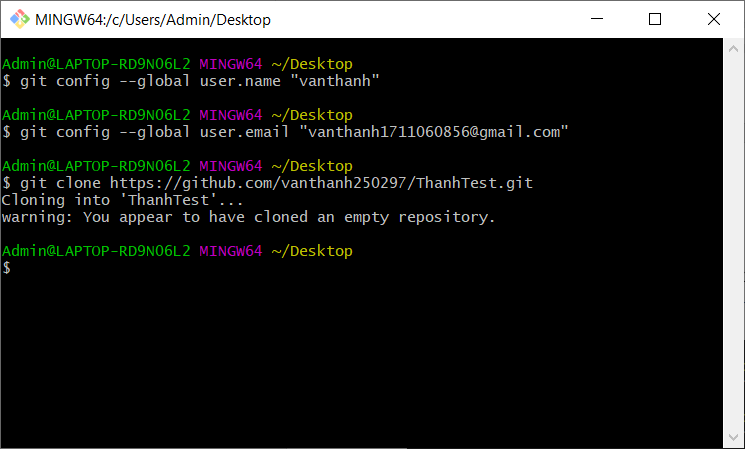 MINGW64:/c/Users/Admin/Desktop
Admin@LAPTOP-RD9NO6L2 MINGW64 ~/Desktop
$ git config --global user.name "vanthanh"
Admin@LAPTOP-RD9NO6L2 MINGW64 ~/Desktop
$ git config --global user.email "vanthanh1711060856@gmail.com"
Admin@LAPTOP-RD9NO6L2 MINGW64 ~/Desktop
$ git clone https://github.com/vanthanh250297/ThanhTest.git
Cloning into 'ThanhTest'...
warning: You appear to have cloned an empty repository.
Admin@LAPTOP-RD9NO6L2 MINGW64 ~/Desktop
$